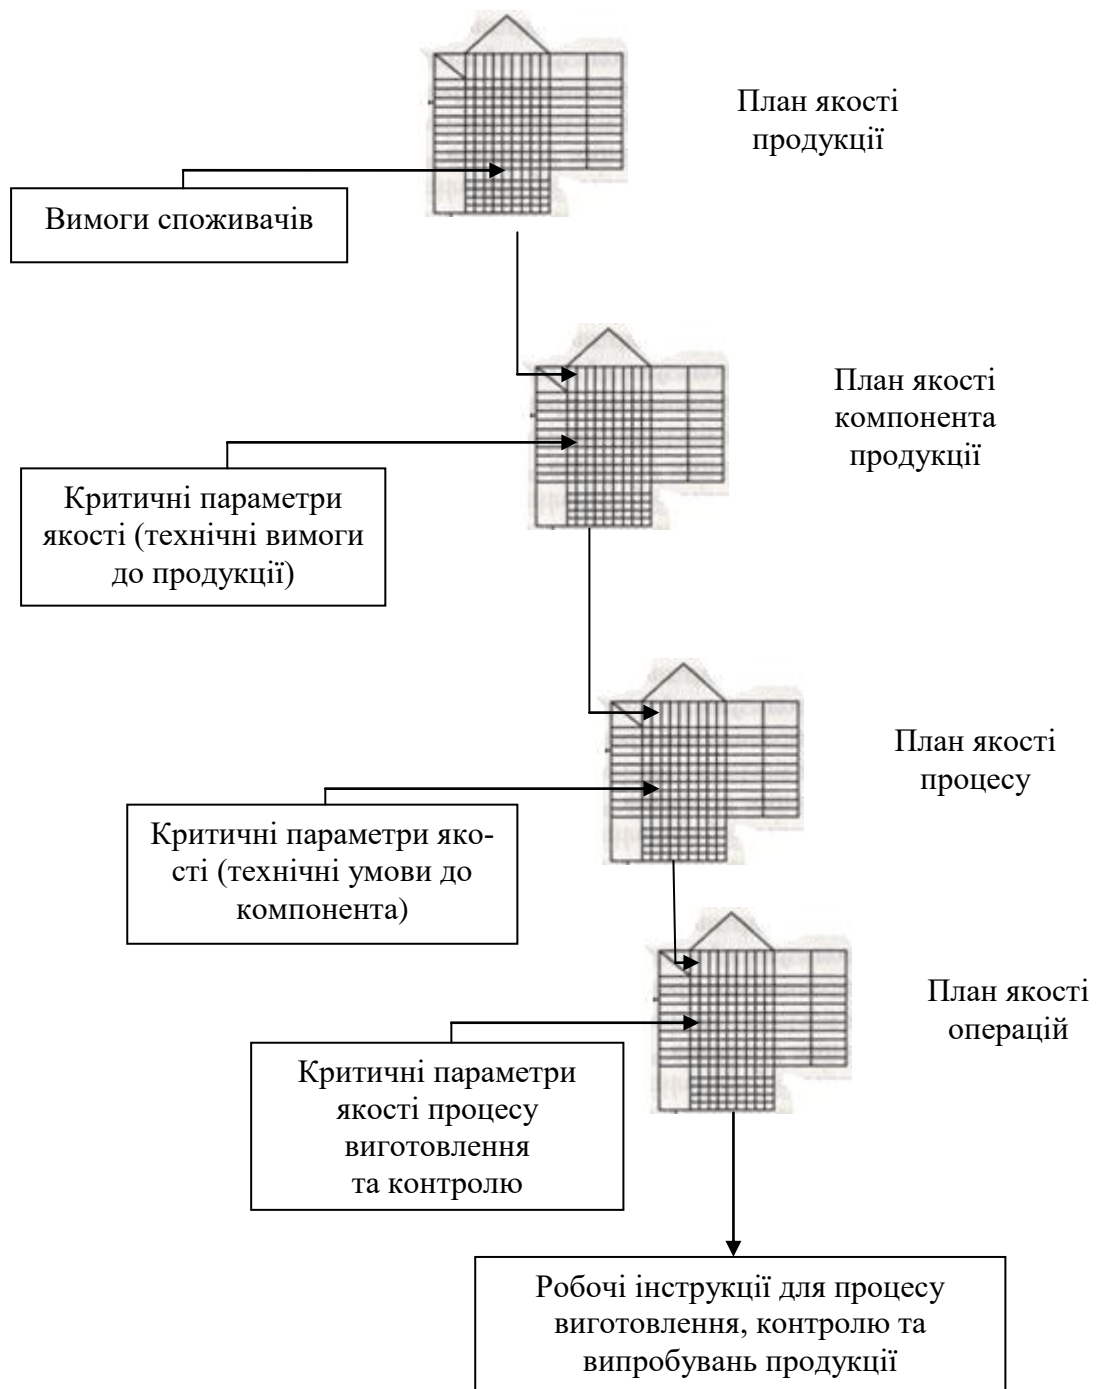 План якості
продукції
Вимоги споживачів
План якості
компонента
продукції
Критичні параметри
якості (технічні вимоги
до продукції)
План якості
процесу
Критичні параметри яко-
сті (технічні умови до
компонента)
План якості
операцій
Критичні параметри
якості процесу
виготовлення
та контролю
Робочі інструкції для процесу
виготовлення, контролю та
випробувань продукції